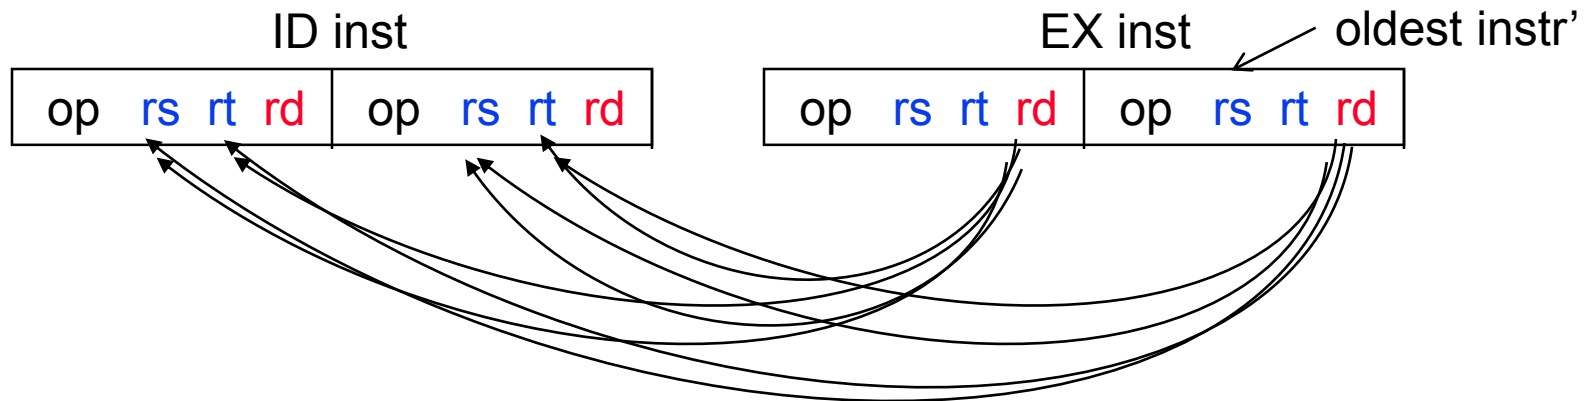 ID inst EX inst oldest instr’
op rs rt rd op rs rt rd op rs rt rd op rs rt rd